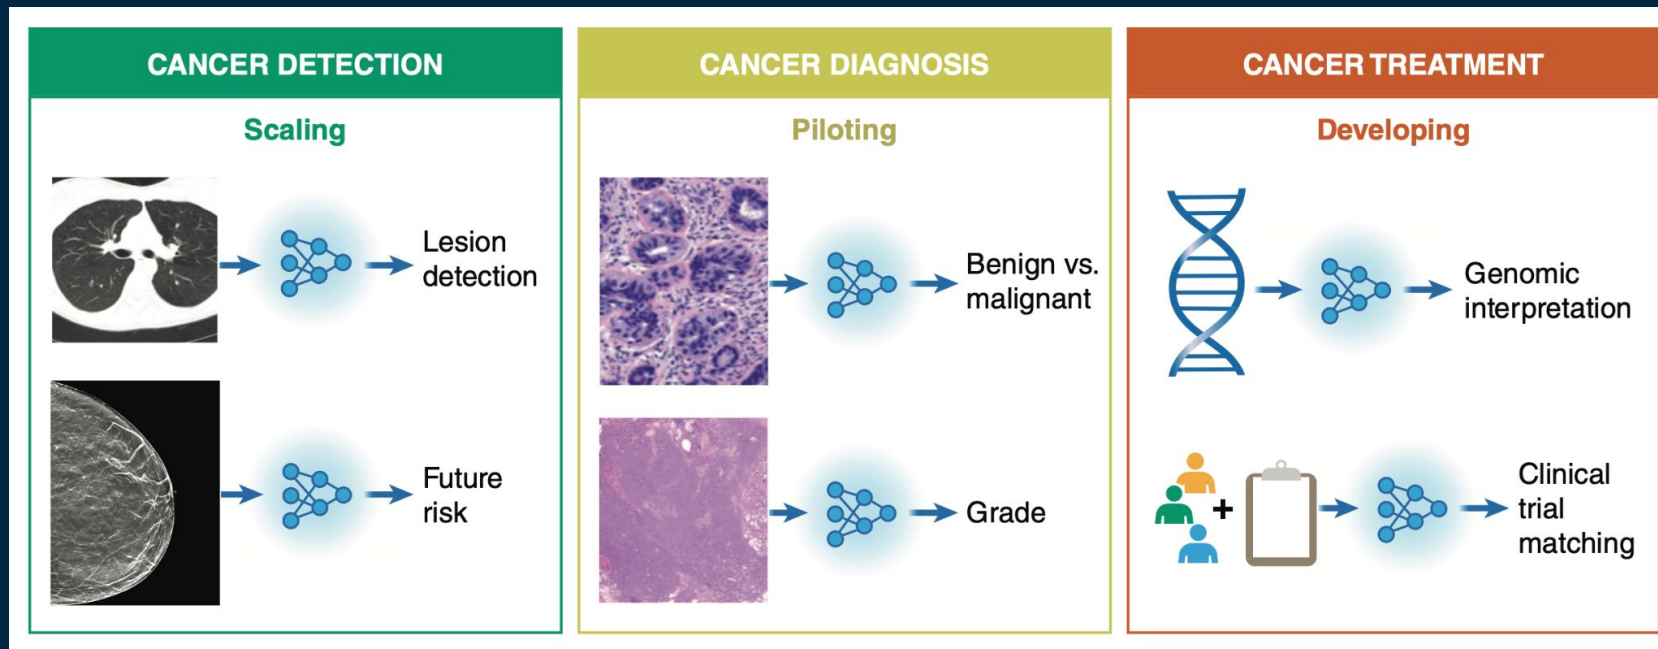 CANCER DETECTION
Scaling
Lesion
detection
Future
risk
CANCER DIAGNOSIS
Piloting
Benign vs.
malignant
Grade
CANCER TREATMENT
Developing
Genomic
interpretation
+
Clinical
trial
matching